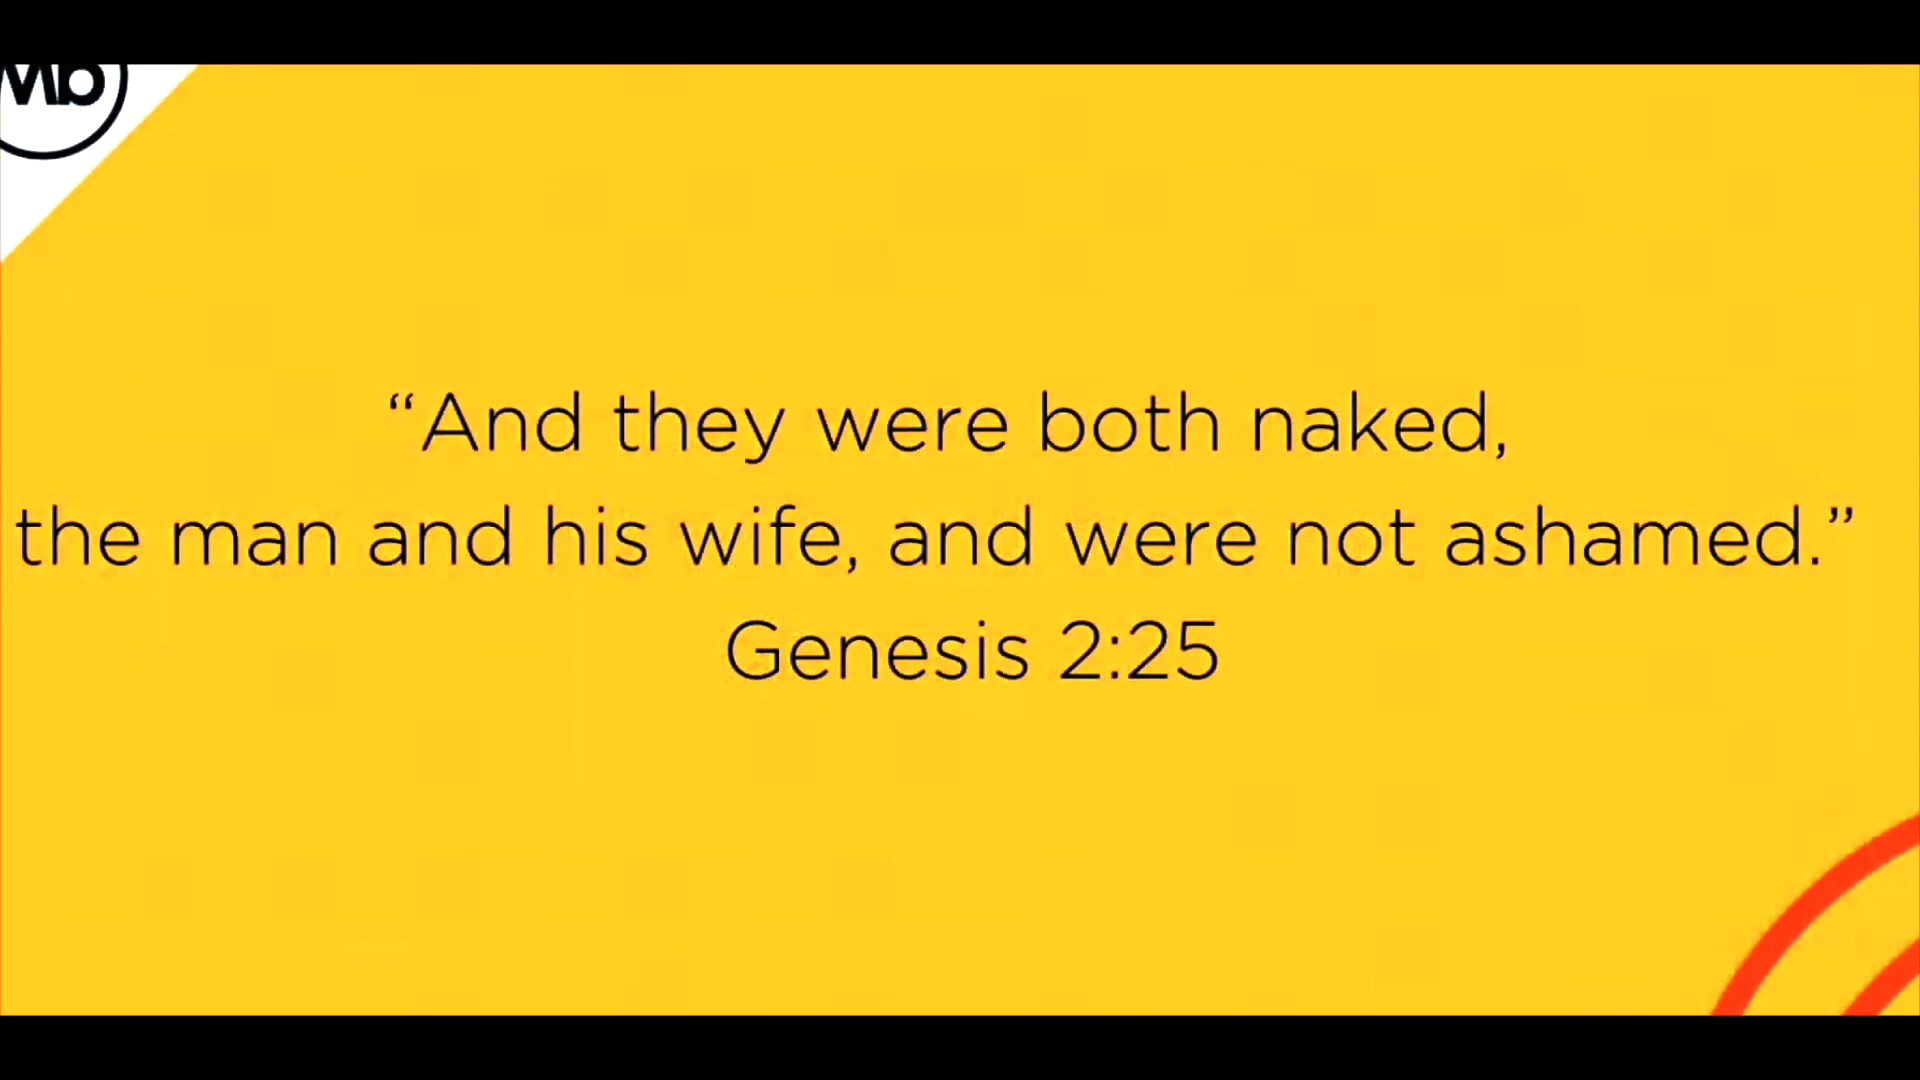 “And they were both naked,
the man and his wife, and were not ashamed.”
Genesis 2:25